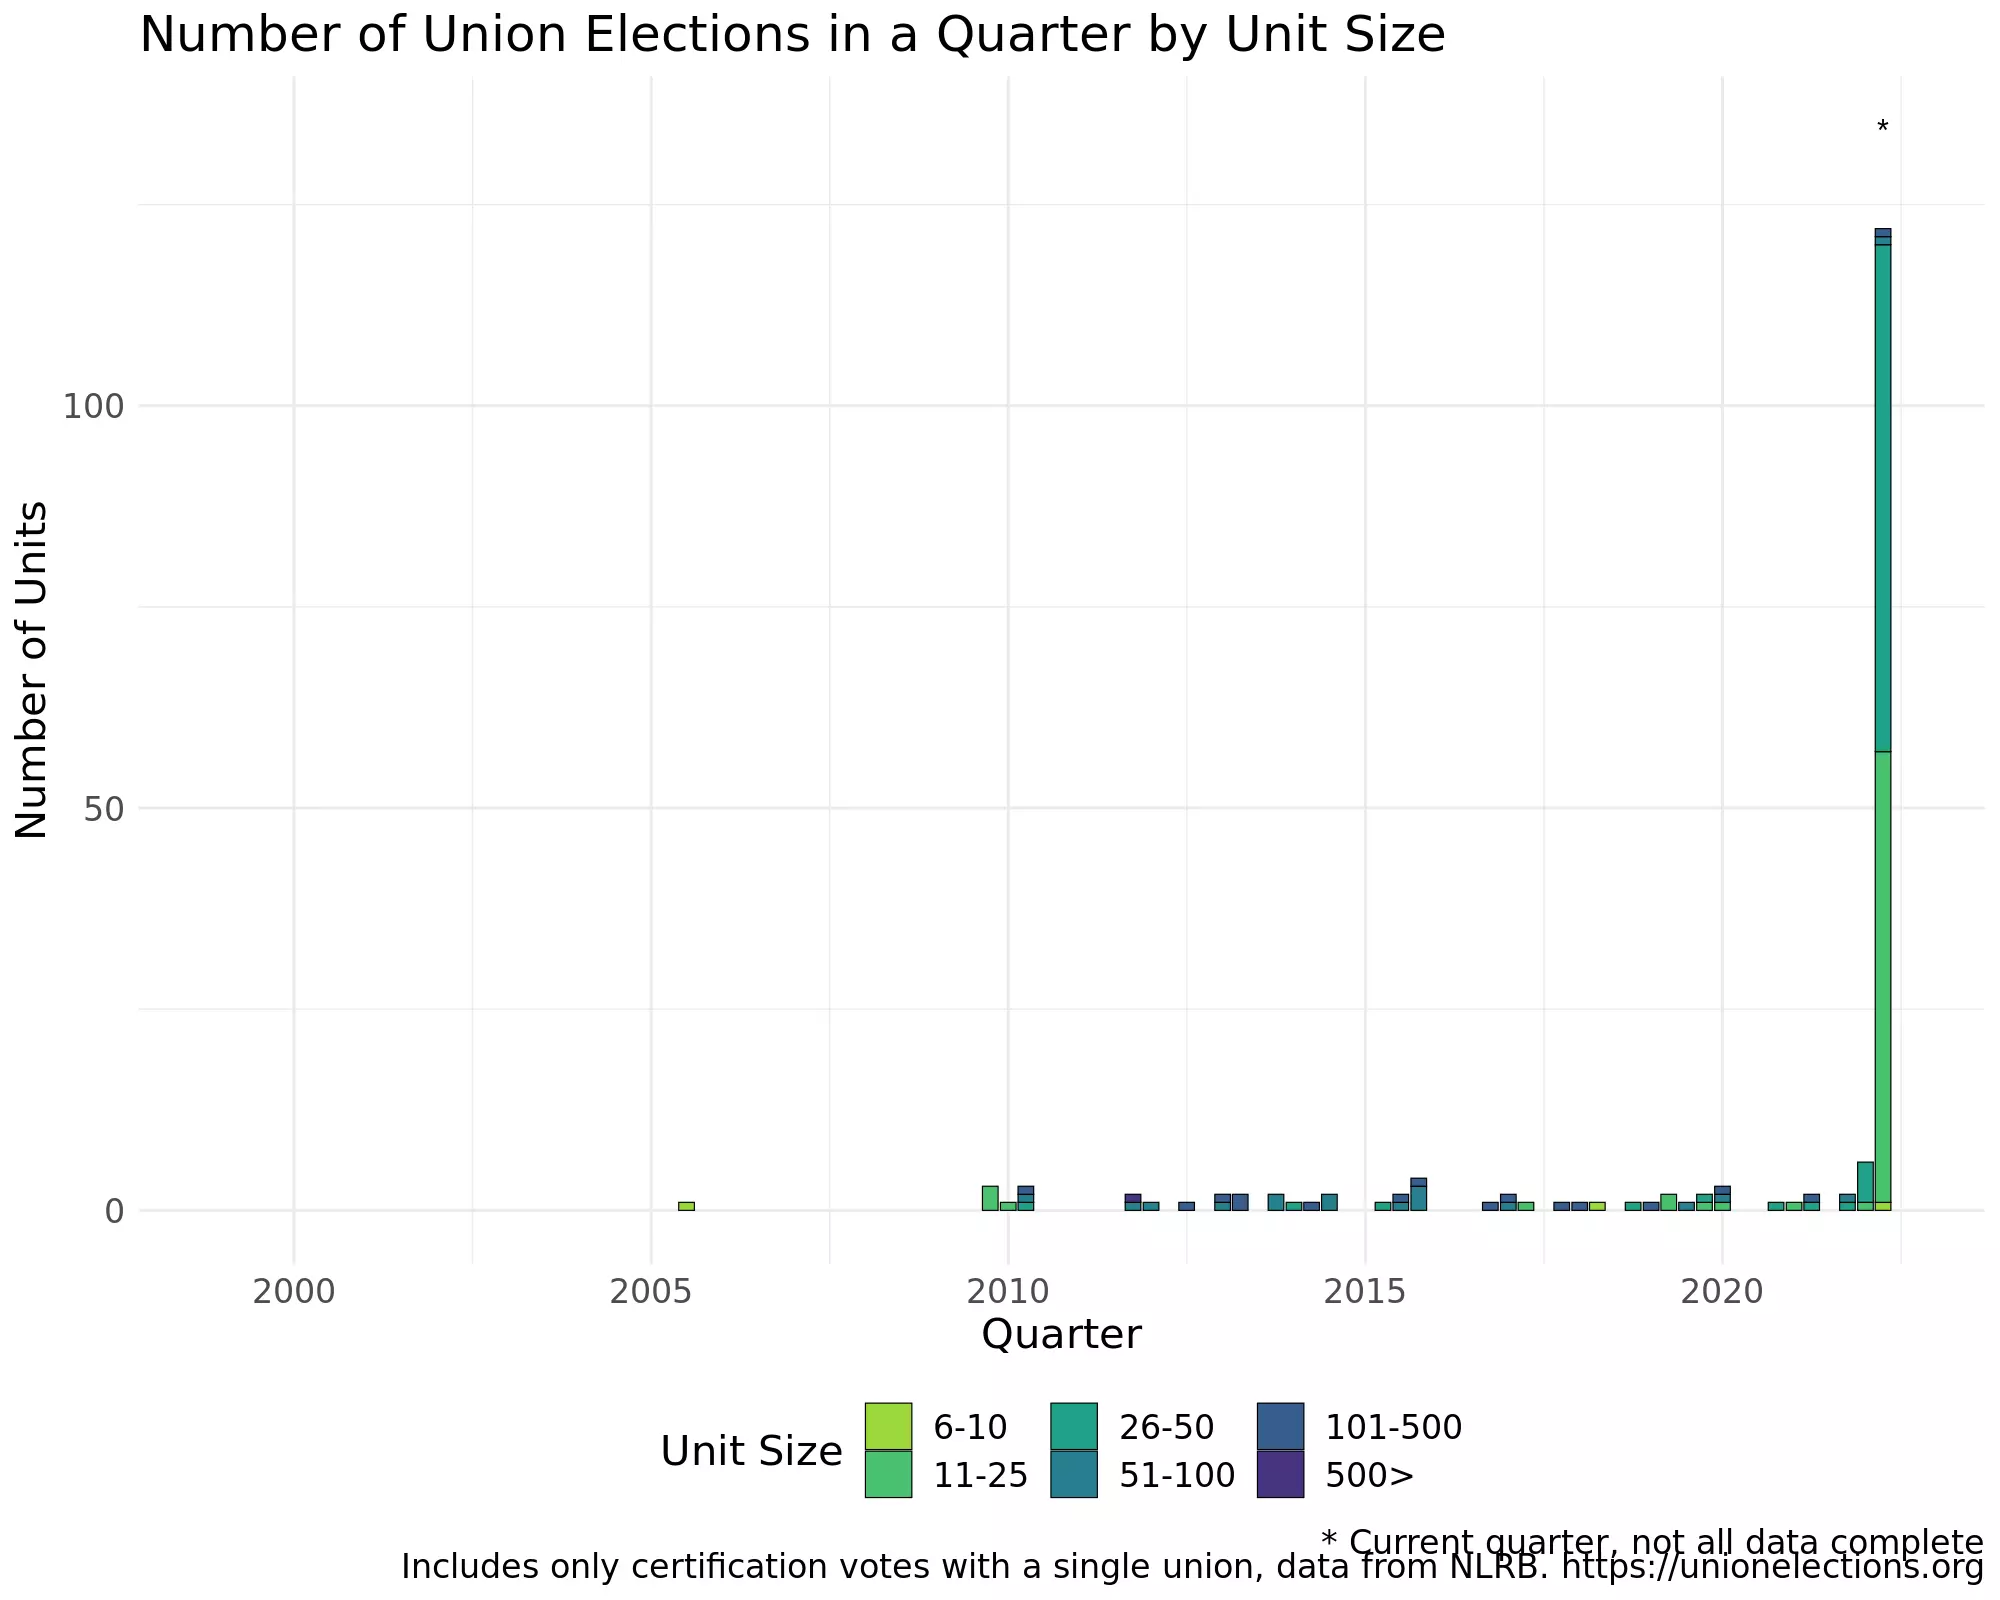 Number of Union Elections in a Quarter by Unit Size
*
Number of Units
100
50
0
2000 2005 2010 2015 2020
Quarter
Unit Size
6-10 26-50 101-500
11-25 51-100 500>
* Current quarter, not all data complete
Includes only certification votes with a single union, data from NLRB. https://unionelections.org